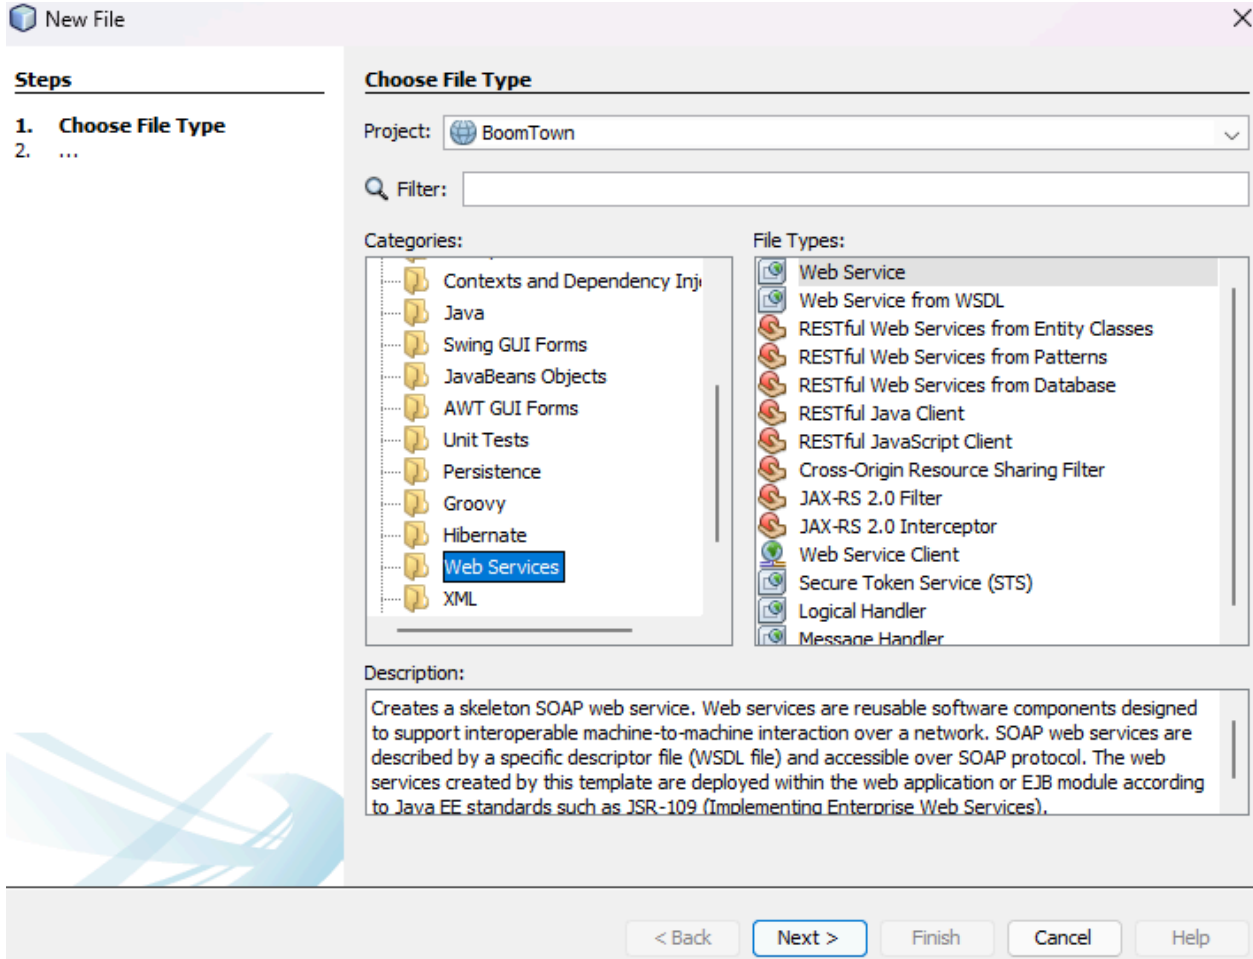 New File
Steps
1. Choose File Type
2. ...
Choose File Type
Project: BoomTown
Filter:
Categories:
Contexts and Dependency Inj
Java
Swing GUI Forms
JavaBeans Objects
AWT GUI Forms
Unit Tests
Persistence
Groovy
Hibernate
Web Services
XML
File Types:
Web Service
Web Service from WSDL
RESTful Web Services from Entity Classes
RESTful Web Services from Patterns
RESTful Web Services from Database
RESTful Java Client
RESTful JavaScript Client
Cross-Origin Resource Sharing Filter
JAX-RS 2.0 Filter
JAX-RS 2.0 Interceptor
Web Service Client
Secure Token Service (STS)
Logical Handler
Message Handler
Description:
Creates a skeleton SOAP web service. Web services are reusable software components designed
to support interoperable machine-to-machine interaction over a network. SOAP web services are
described by a specific descriptor file (WSDL file) and accessible over SOAP protocol. The web
services created by this template are deployed within the web application or EJB module according
to Java EE standards such as JSR-109 (Implementing Enterprise Web Services).
< Back Next > Finish Cancel Help